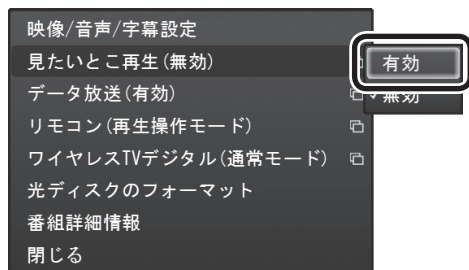 映像/音声/字幕設定
見たいとこ再生(無効)
有効
データ放送(有効)
無効
リモコン(再生操作モード)
ワイヤレスTVデジタル(通常モード)
光ディスクのフォーマット
番組詳細情報
閉じる